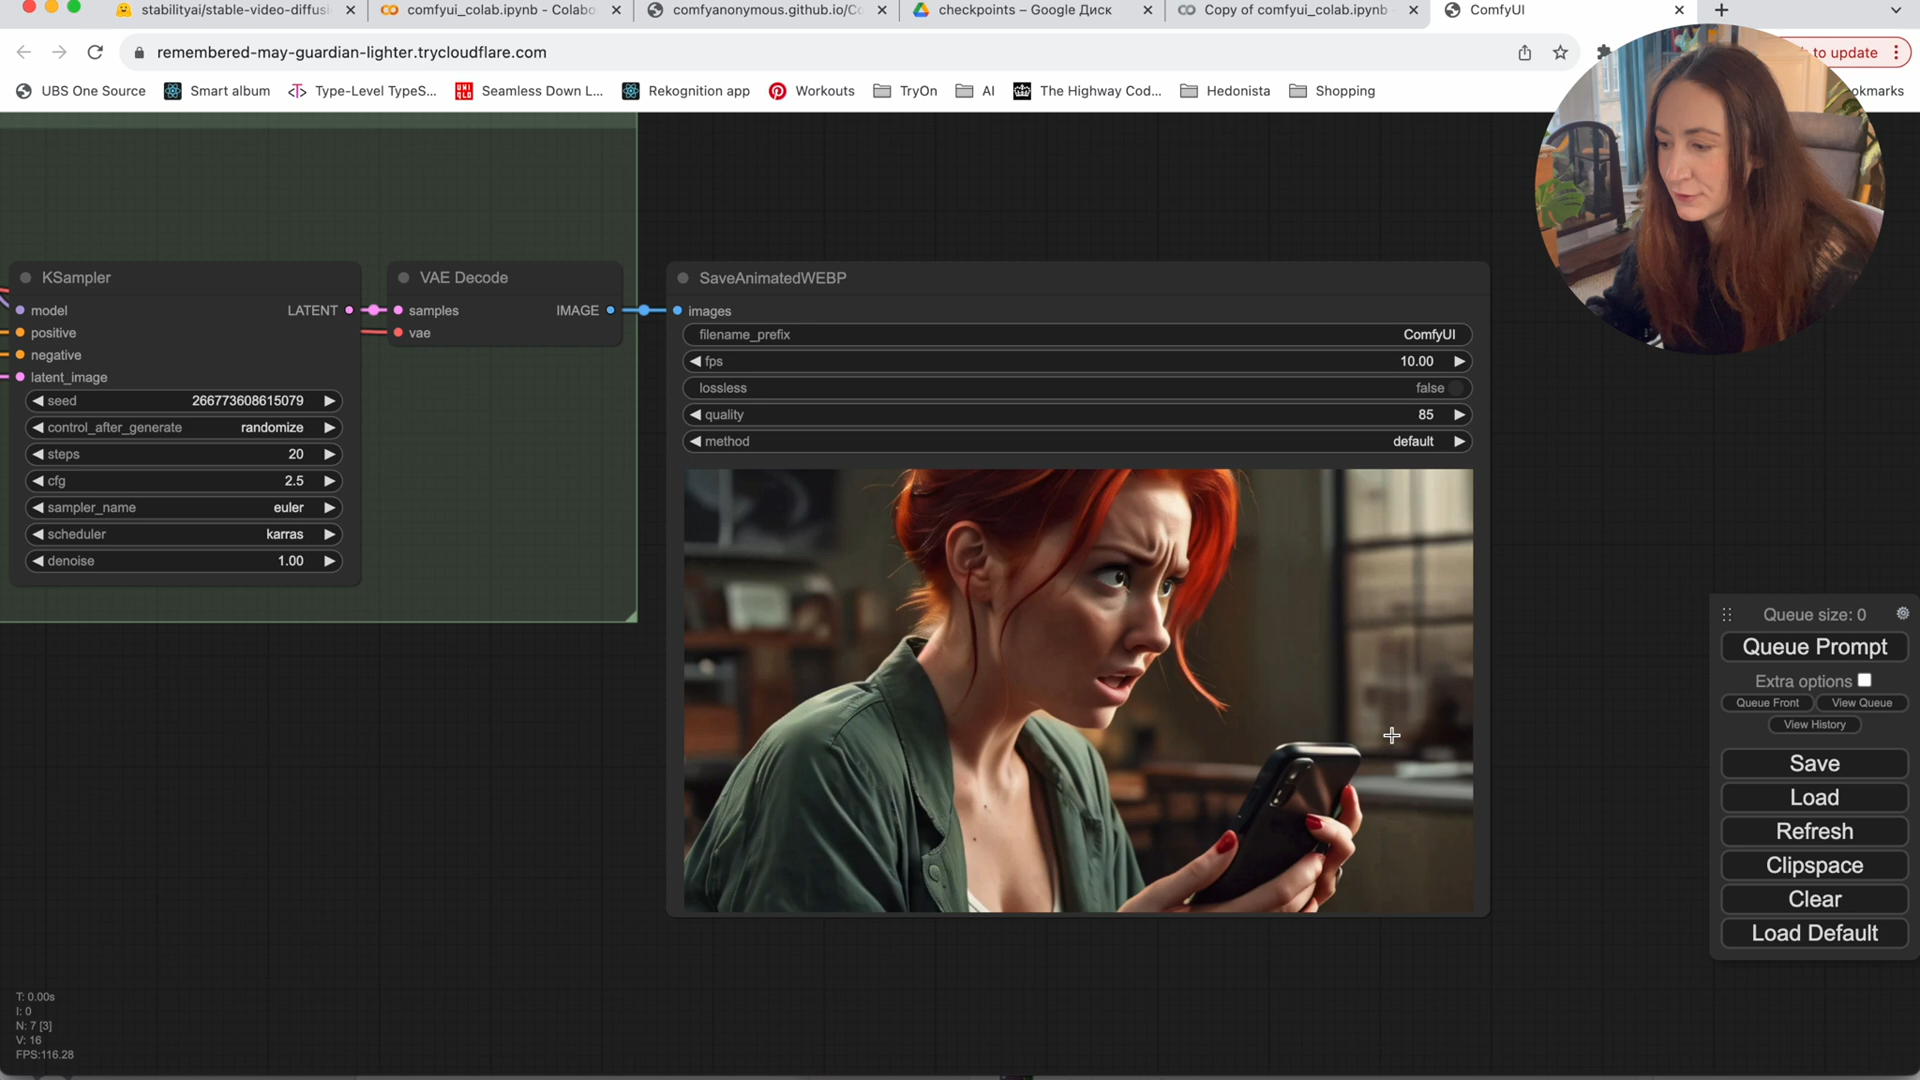 stabilityai/stable-video-diffusi
comfyui_colab.ipynb - Colabo
comfyanonymous.github.io/Co
checkpoints – Google Диск
Copy of comfyui_colab.ipynb -
ComfyUI
remembered-may-guardian-lighter.trycloudflare.com
to update
UBS One Source
Smart album
Type-Level TypeS...
UNI QLO
Seamless Down L...
Rekognition app
Workouts
TryOn
AI
The Highway Cod...
Hedonista
Shopping
okmarks
KSampler
model
LATENT
positive
negative
latent_image
seed 266773608615079
control_after_generate randomize
steps 20
cfg 2.5
sampler_name euler
scheduler karras
denoise 1.00
VAE Decode
samples
IMAGE
vae
SaveAnimatedWEBP
images
filename_prefix ComfyUI
fps 10.00
lossless false
quality 85
method default
Queue size: 0
Queue Prompt
Extra options
Queue Front
View Queue
View History
Save
Load
Refresh
Clipspace
Clear
Load Default
T: 0.00s
I: 0
N: 7 [3]
V: 16
FPS:116.28